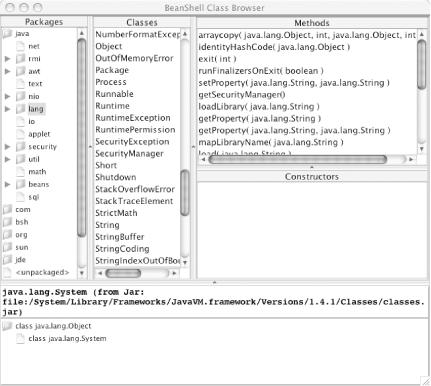 BeanShell Class Browser
Packages
java
net
rmi
awt
text
nio
lang
io
applet
security
util
math
beans
sql
com
bsh
org
sun
jde
<unpackaged>
Classes
NumberFormatExcep
Object
OutOfMemoryError
Package
Process
Runnable
Runtime
RuntimeException
RuntimePermission
SecurityException
SecurityManager
Short
Shutdown
StackOverflowError
StackTraceElement
StrictMath
String
StringBuffer
StringCoding
StringIndexOutOfBou
Methods
arraycopy( java.lang.Object, int, java.lang.Object, int, int
identityHashCode( java.lang.Object )
exit( int )
runFinalizersOnExit( boolean )
setProperty( java.lang.String, java.lang.String )
getSecurityManager()
loadLibrary( java.lang.String )
getProperty( java.lang.String )
getProperty( java.lang.String, java.lang.String )
mapLibraryName( java.lang.String )
load( java.lang.String )
Constructors
java.lang.System (from Jar:
file:/System/Library/Frameworks/JavaVM.framework/Versions/1.4.1/Classes/classes.
jar)
class java.lang.Object
class java.lang.System